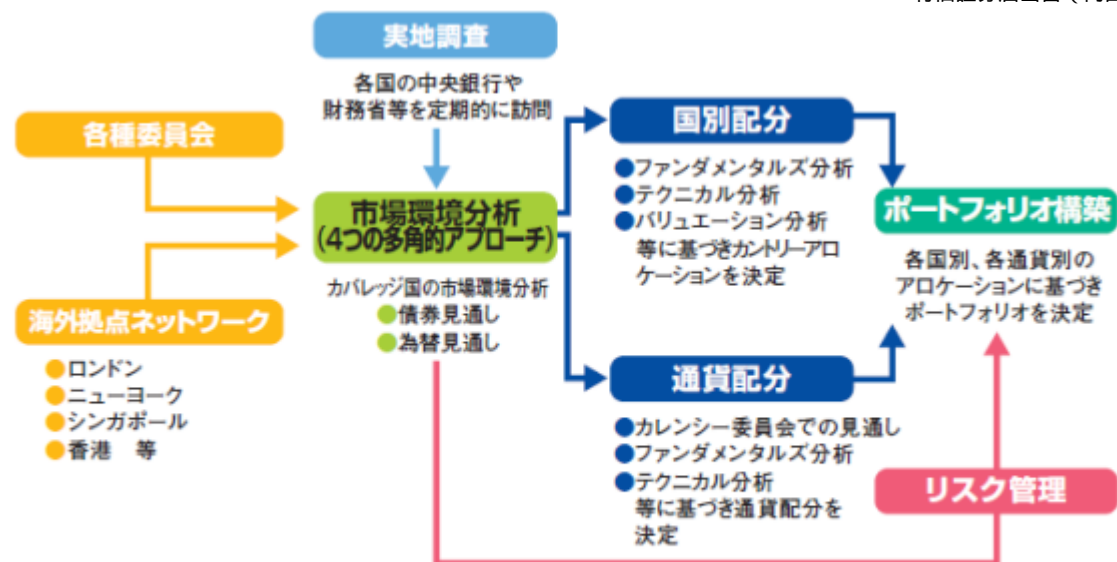 実地調査
各国の中央銀行や
財務省等を定期的に訪問
各種委員会
市場環境分析
(4つの多角的アプローチ)
カバレッジ国の市場環境分析
●債券見通し
●為替見通し
海外拠点ネットワーク
●ロンドン
●ニューヨーク
●シンガポール
●香港 等
国別配分
●ファンダメンタルズ分析
●テクニカル分析
●バリュエーション分析
等に基づきカントリーアロ
ケーションを決定
通貨配分
●カレンシー委員会での見通し
●ファンダメンタルズ分析
●テクニカル分析
等に基づき通貨配分を
決定
ポートフォリオ構築
各国別、各通貨別の
アロケーションに基づき
ポートフォリオを決定
リスク管理